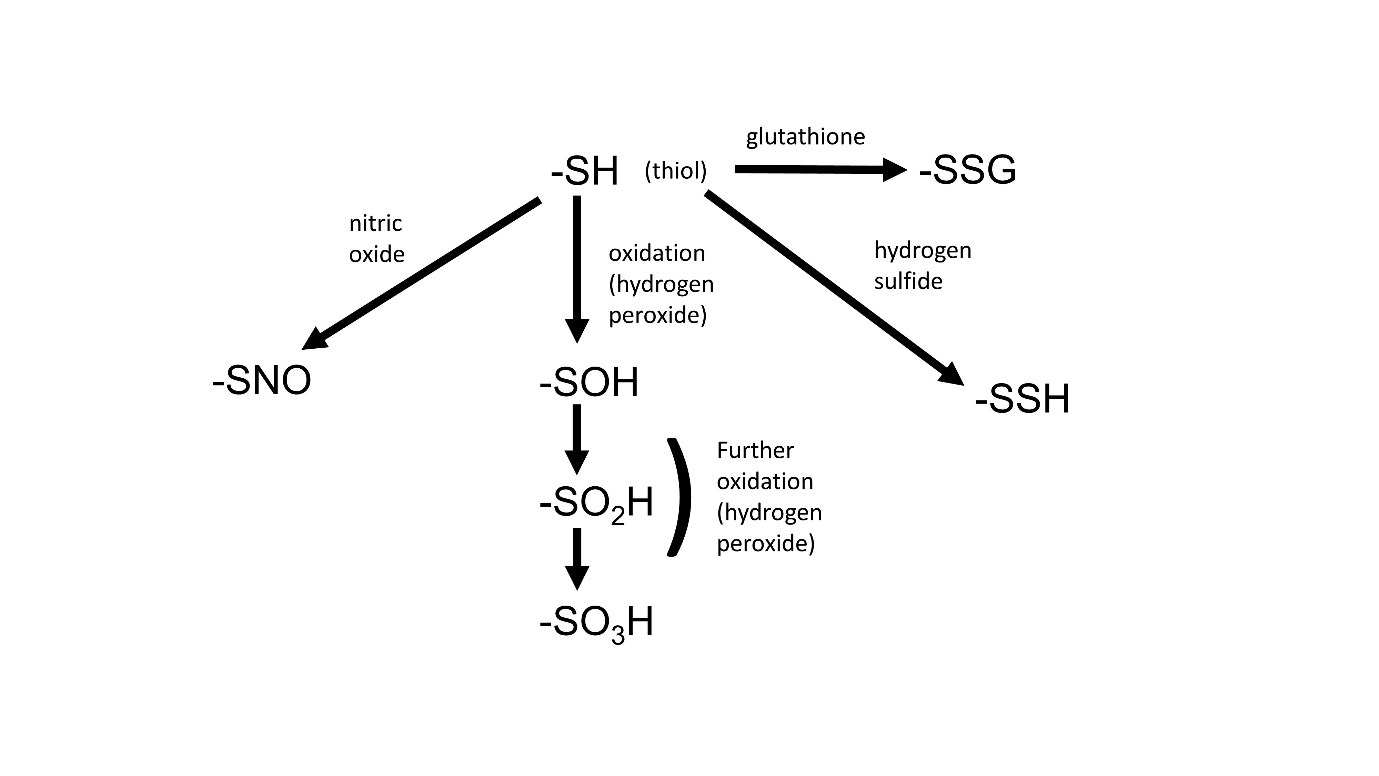 glutathione
-SH (thiol)
-SSG
nitric
oxide
oxidation
(hydrogen
peroxide)
hydrogen
sulfide
-SNO
-SOH
-SSH
Further
oxidation
(hydrogen
peroxide)
-SO₂H
-SO₃H